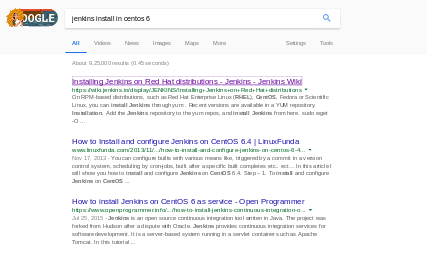 OOGLE
jenkins install in centos 6
All Videos News Images Maps More Settings Tools
About 9,25,000 results (0.45 seconds)
Installing Jenkins on Red Hat distributions - Jenkins - Jenkins Wiki
https://wiki.jenkins.io/display/JENKINS/Installing+Jenkins+on+Red+Hat+distributions
On RPM-based distributions, such as Red Hat Enterprise Linux (RHEL), CentOS, Fedora or Scientific
Linux, you can install Jenkins through yum. Recent versions are available in a YUM repository.
Installation. Add the Jenkins repository to the yum repos, and install Jenkins from here. sudo wget
-O ...
How to Install and configure Jenkins on CentOS 6.4 | LinuxFunda
www.linuxfunda.com/2013/11/.../how-to-install-and-configure-jenkins-on-centos-6-4...
Nov 17, 2013 - You can configure builts with various means like, triggered by a commit in a version
control system, scheduling by cron-jobs, built after a specific built completes etc.. ect... In this article I
will show you how to install and configure Jenkins on CentOS 6.4. Step – 1. To install and configure
Jenkins on CentOS ...
How to install Jenkins on CentOS 6 as service - Open Programmer
https://www.openprogrammer.info/.../how-to-install-jenkins-continuous-integration-o...
Jul 25, 2015 - Jenkins is an open source continuous integration tool written in Java. The project was
forked from Hudson after a dispute with Oracle. Jenkins provides continuous integration services for
software development. It is a server-based system running in a servlet container such as Apache
Tomcat. In this tutorial ...